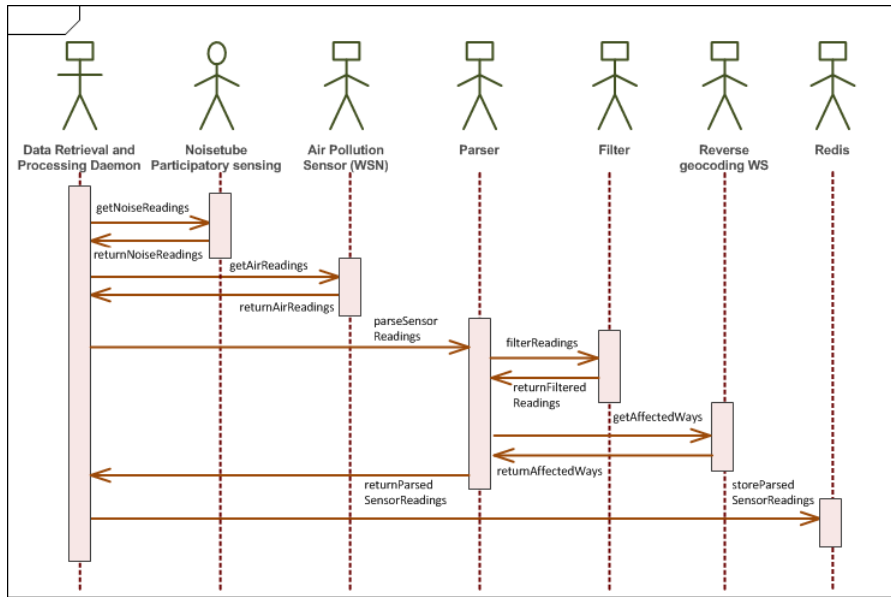 Data Retrieval and
Processing Daemon
Noisetube
Participatory sensing
Air Pollution
Sensor (WSN)
Parser
Filter
Reverse
geocoding WS
Redis
getNoiseReadings
returnNoiseReadings
getAirReadings
returnAirReadings
parseSensor
Readings
filterReadings
returnFiltered
Readings
getAffectedWays
returnAffectedWays
returnParsed
SensorReadings
storeParsed
SensorReadings